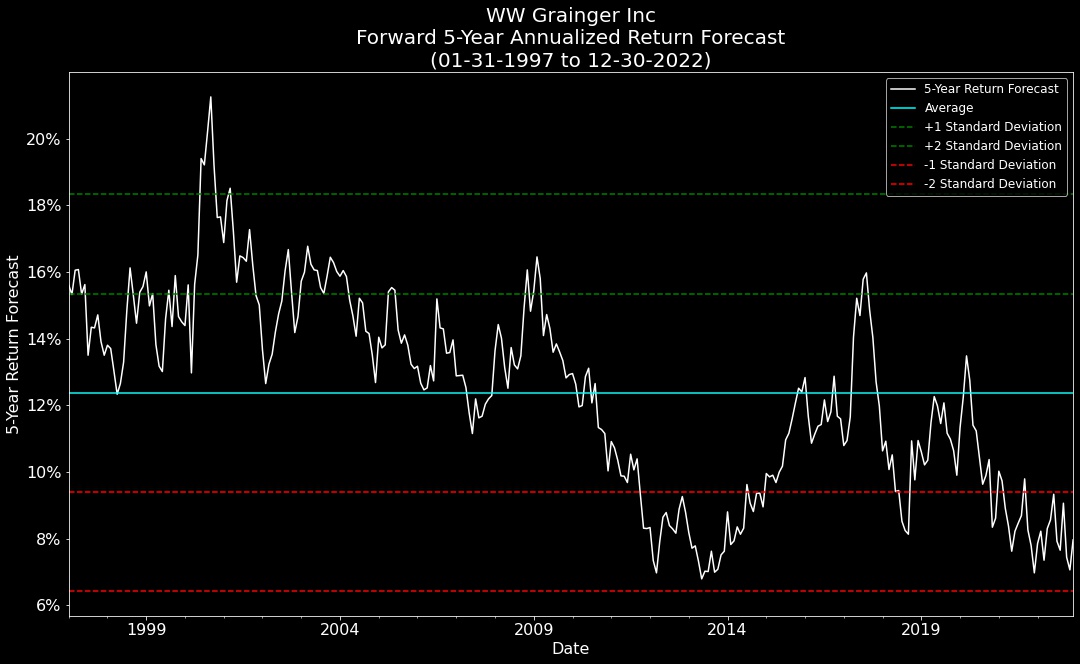 WW Grainger Inc
Forward 5-Year Annualized Return Forecast
(01-31-1997 to 12-30-2022)
5-Year Return Forecast
Average
+1 Standard Deviation
+2 Standard Deviation
-1 Standard Deviation
-2 Standard Deviation
5-Year Return Forecast
20%
18%
16%
14%
12%
10%
8%
6%
1999 2004 2009 2014 2019
Date